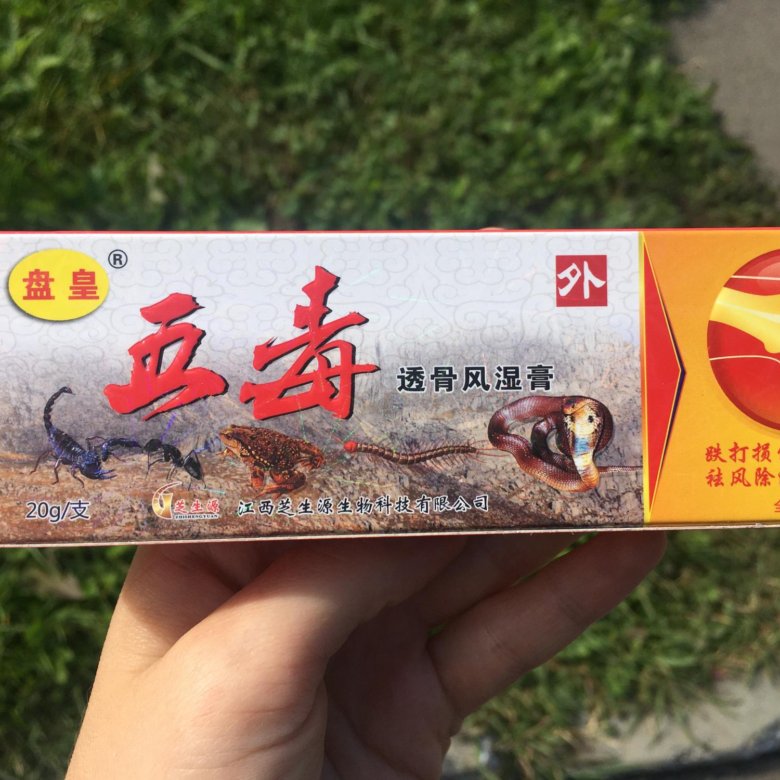 盘皇®
外
五毒
透骨风湿膏
跌打损
祛风除
20g/支
芝生源
ZHISHENGYUAN
江西芝生源生物科技有限公司